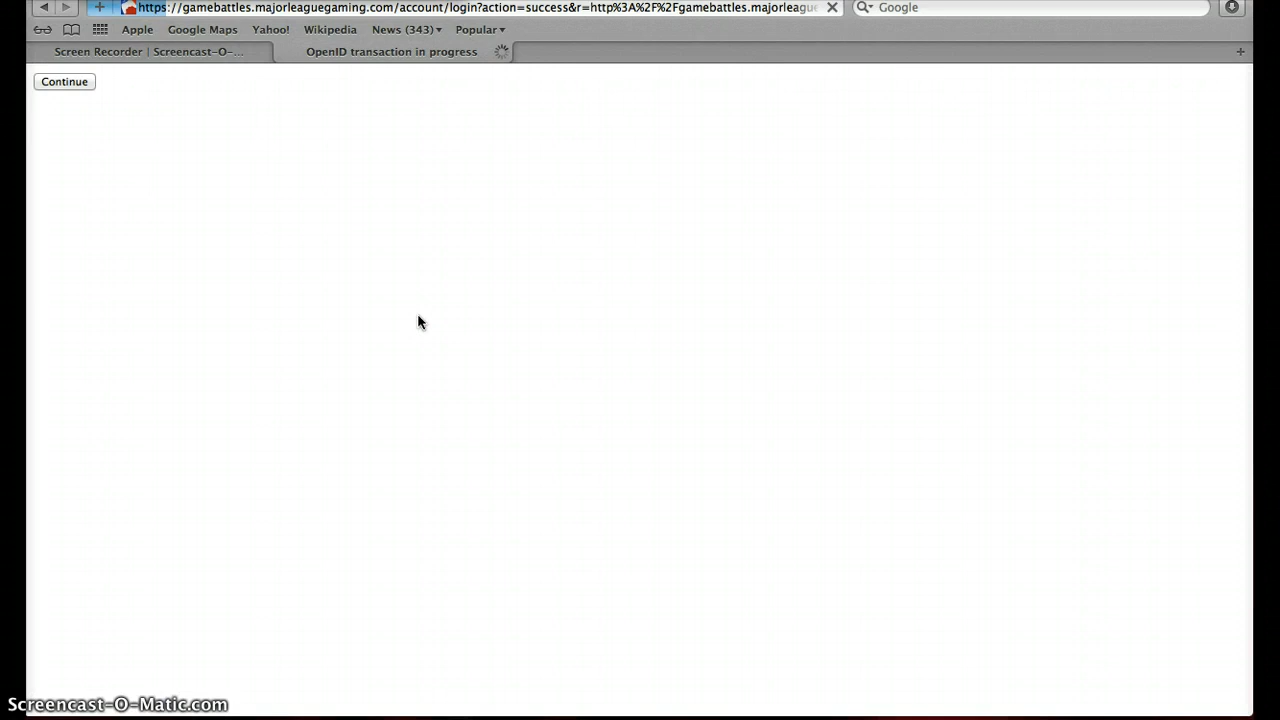 https://gamebattles.majorleaguegaming.com/account/login?action=success&r=http%3A%2F%2Fgamebattles.majorleagu
Google
Apple
Google Maps
Yahoo!
Wikipedia
News (343)
Popular
Screen Recorder | Screencast-O-...
OpenID transaction in progress
Continue
Screencast-O-Matic.com